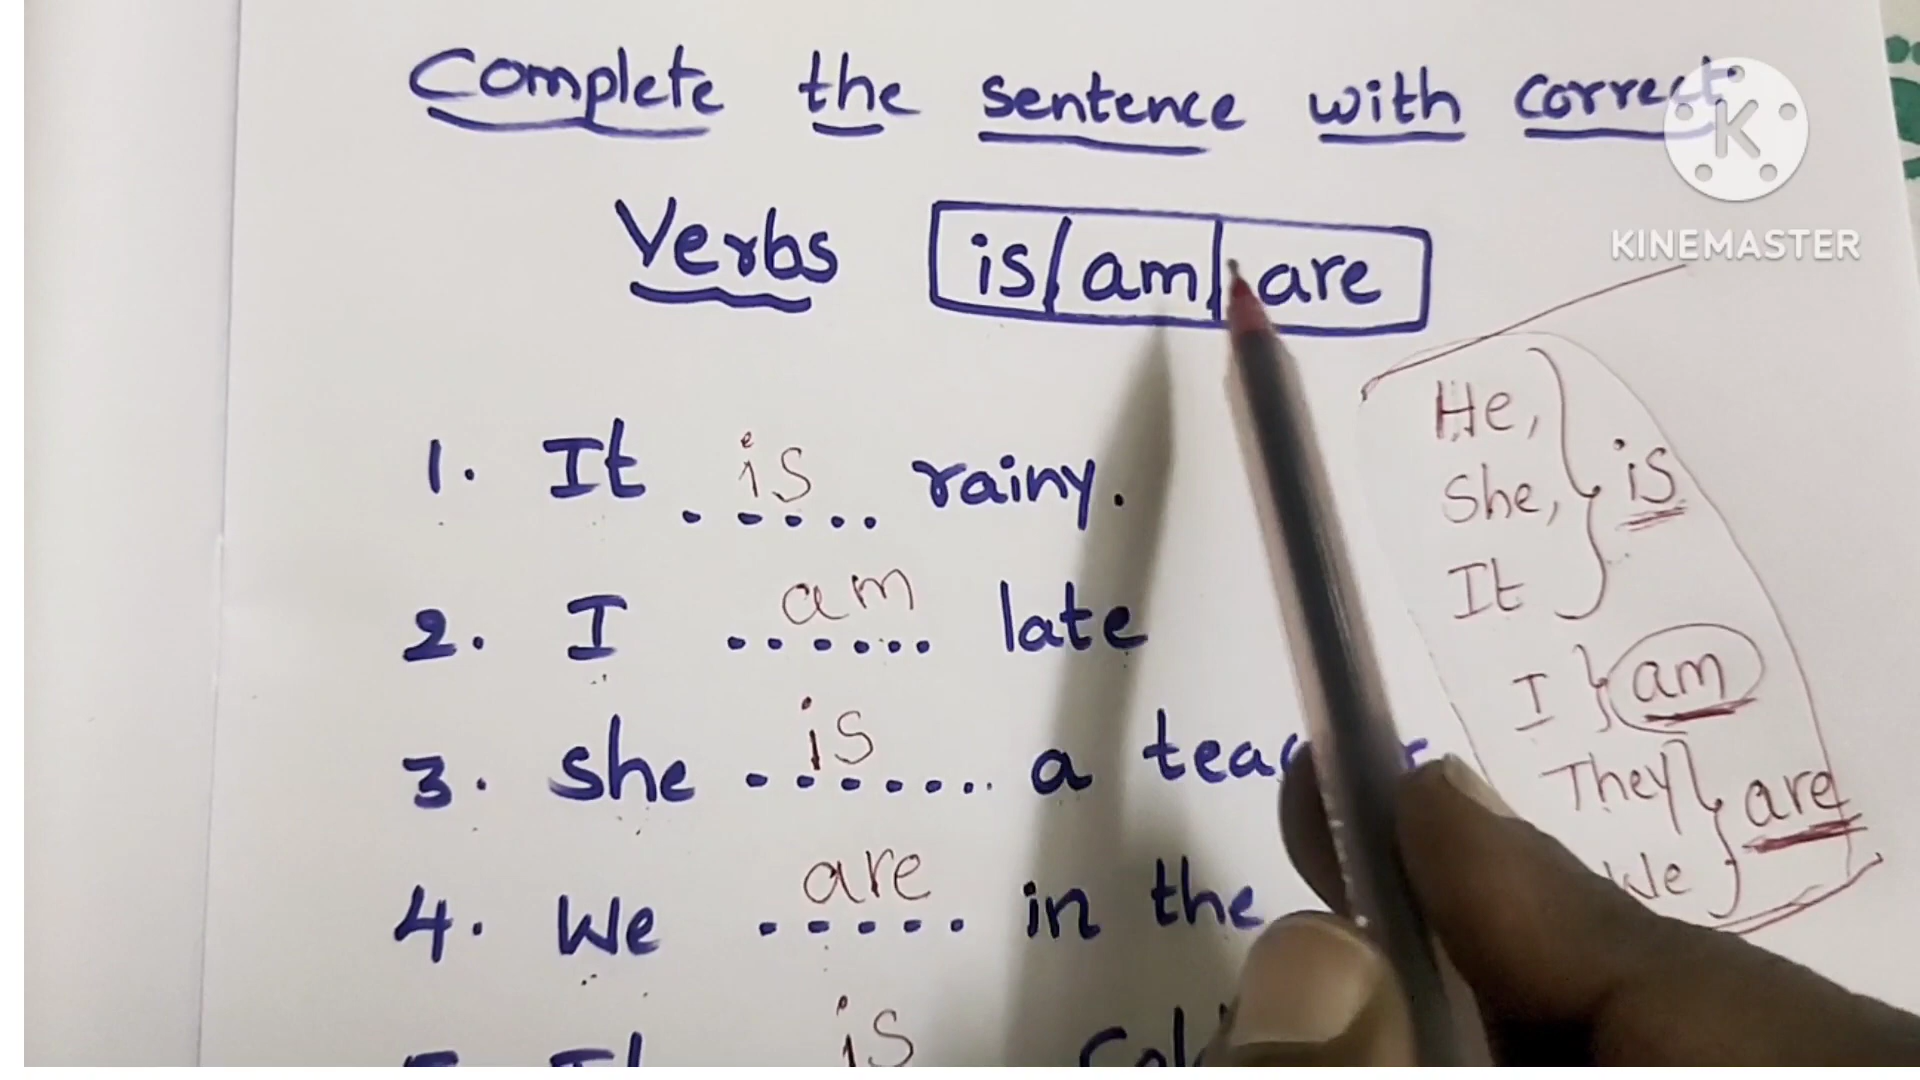 Complete the sentence with correct
Verbs is/am/are
K
KINEMASTER
1. It is rainy.
2. I am late
3. She is a
4. We are in the
is
He,
She,
It
is
I am
They
We
are